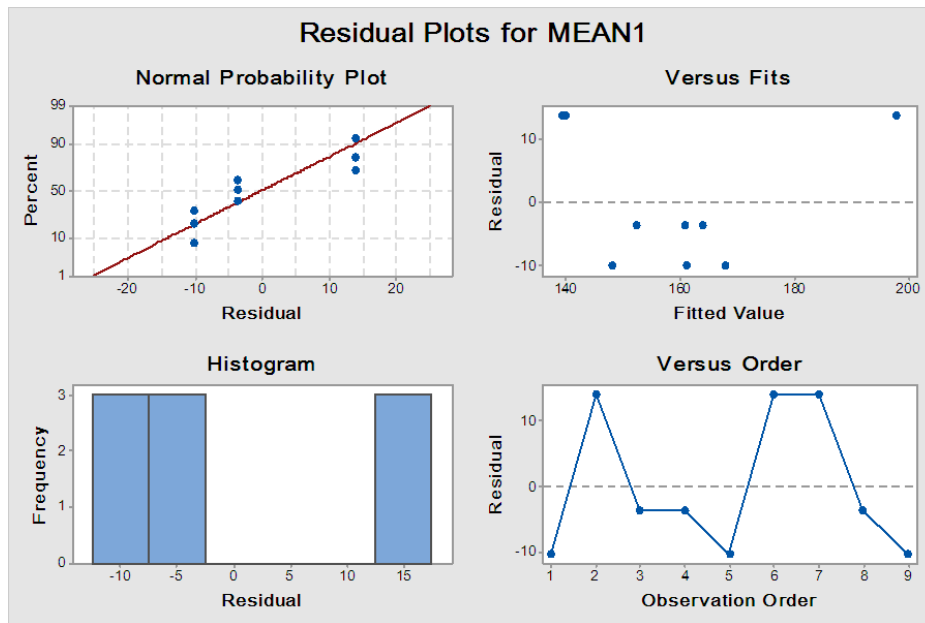 Residual Plots for MEAN1
Normal Probability Plot
99
90
50
10
1
Percent
-20 -10 0 10 20
Residual
Versus Fits
10
0
-10
Residual
140 160 180 200
Fitted Value
Histogram
3
2
1
0
Frequency
-10 -5 0 5 10 15
Residual
Versus Order
10
0
-10
Residual
1 2 3 4 5 6 7 8 9
Observation Order